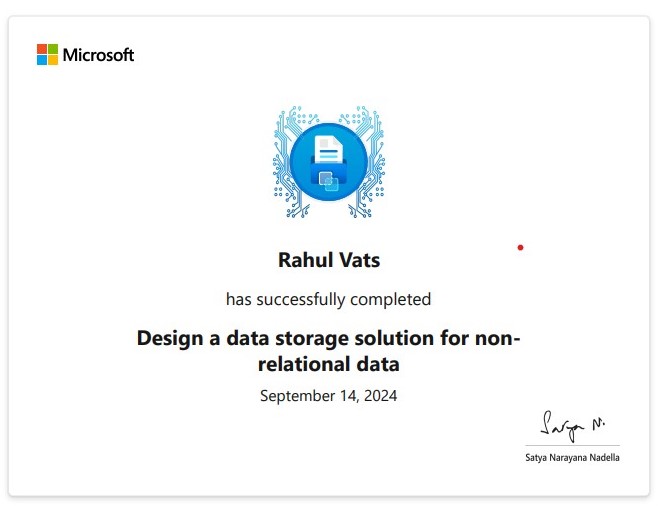 Microsoft
Rahul Vats
has successfully completed
Design a data storage solution for non-
relational data
September 14, 2024
Satya N.
Satya Narayana Nadella